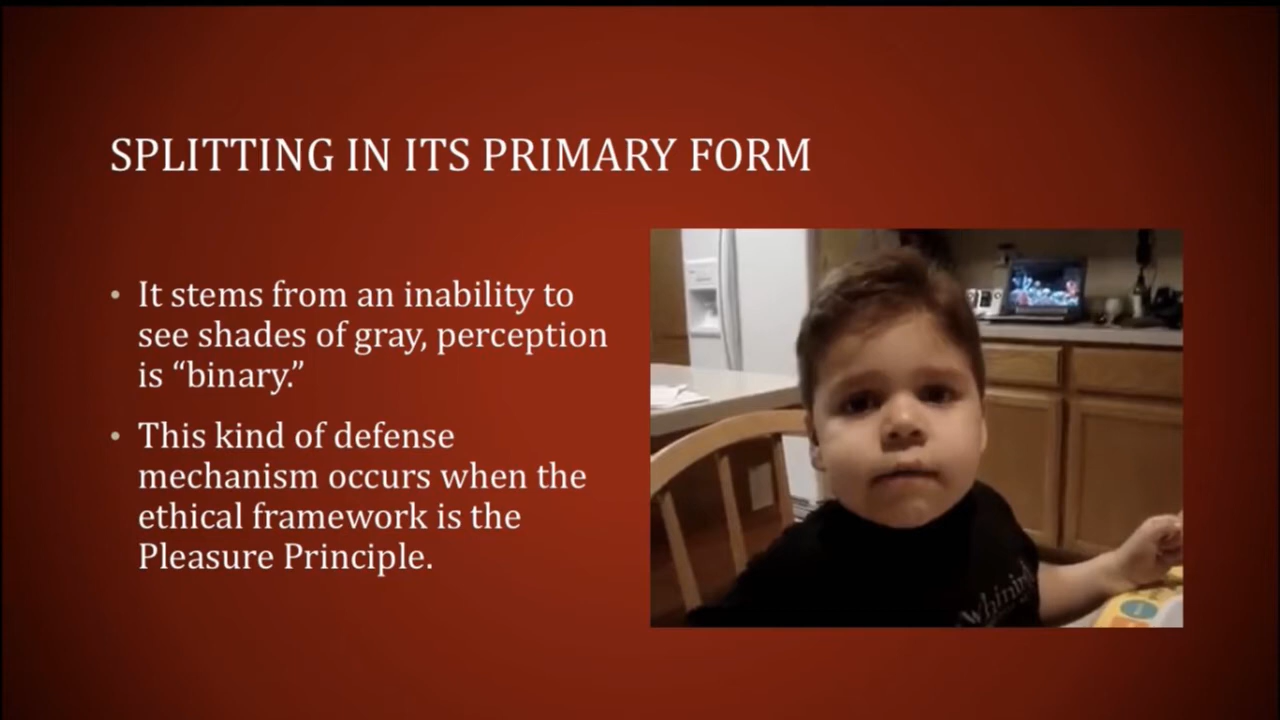 SPLITTING IN ITS PRIMARY FORM
• It stems from an inability to
see shades of gray, perception
is “binary.”
• This kind of defense
mechanism occurs when the
ethical framework is the
Pleasure Principle.